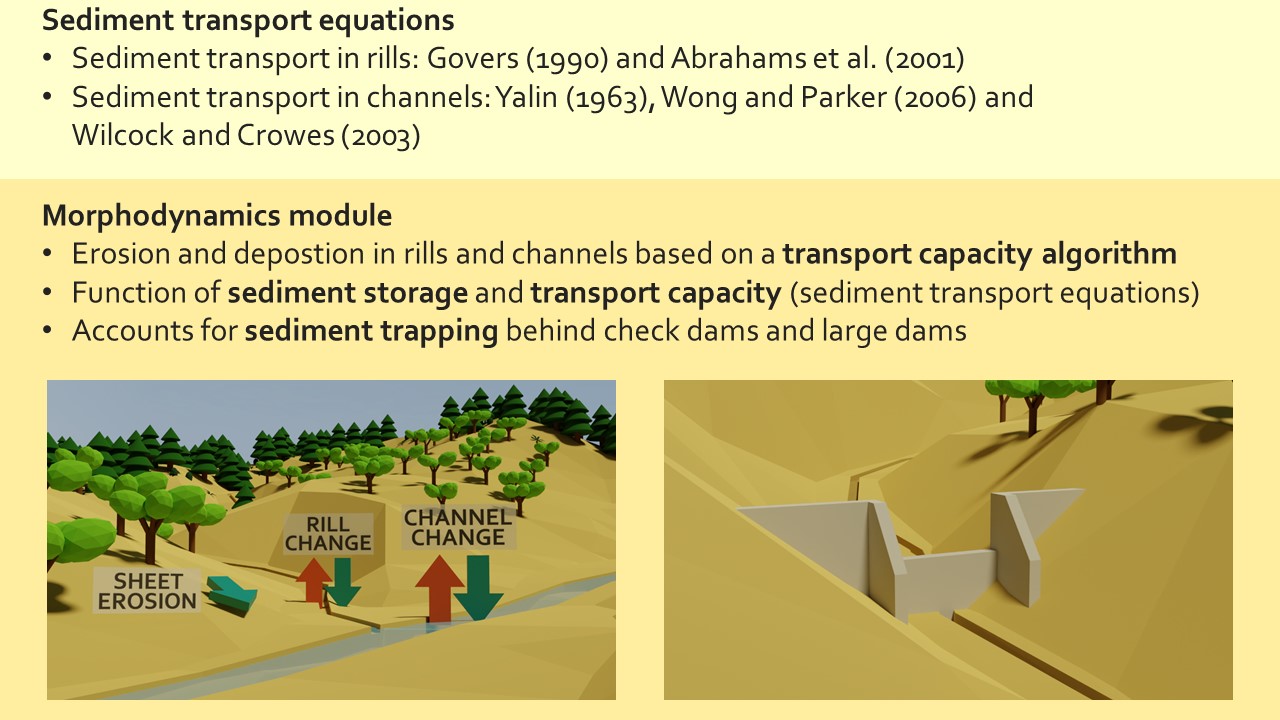 Sediment transport equations
• Sediment transport in rills: Govers (1990) and Abrahams et al. (2001)
• Sediment transport in channels: Yalin (1963), Wong and Parker (2006) and
Wilcock and Crowes (2003)
Morphodynamics module
• Erosion and depostion in rills and channels based on a transport capacity algorithm
• Function of sediment storage and transport capacity (sediment transport equations)
• Accounts for sediment trapping behind check dams and large dams
SHEET
EROSION
RILL
CHANGE
CHANNEL
CHANGE